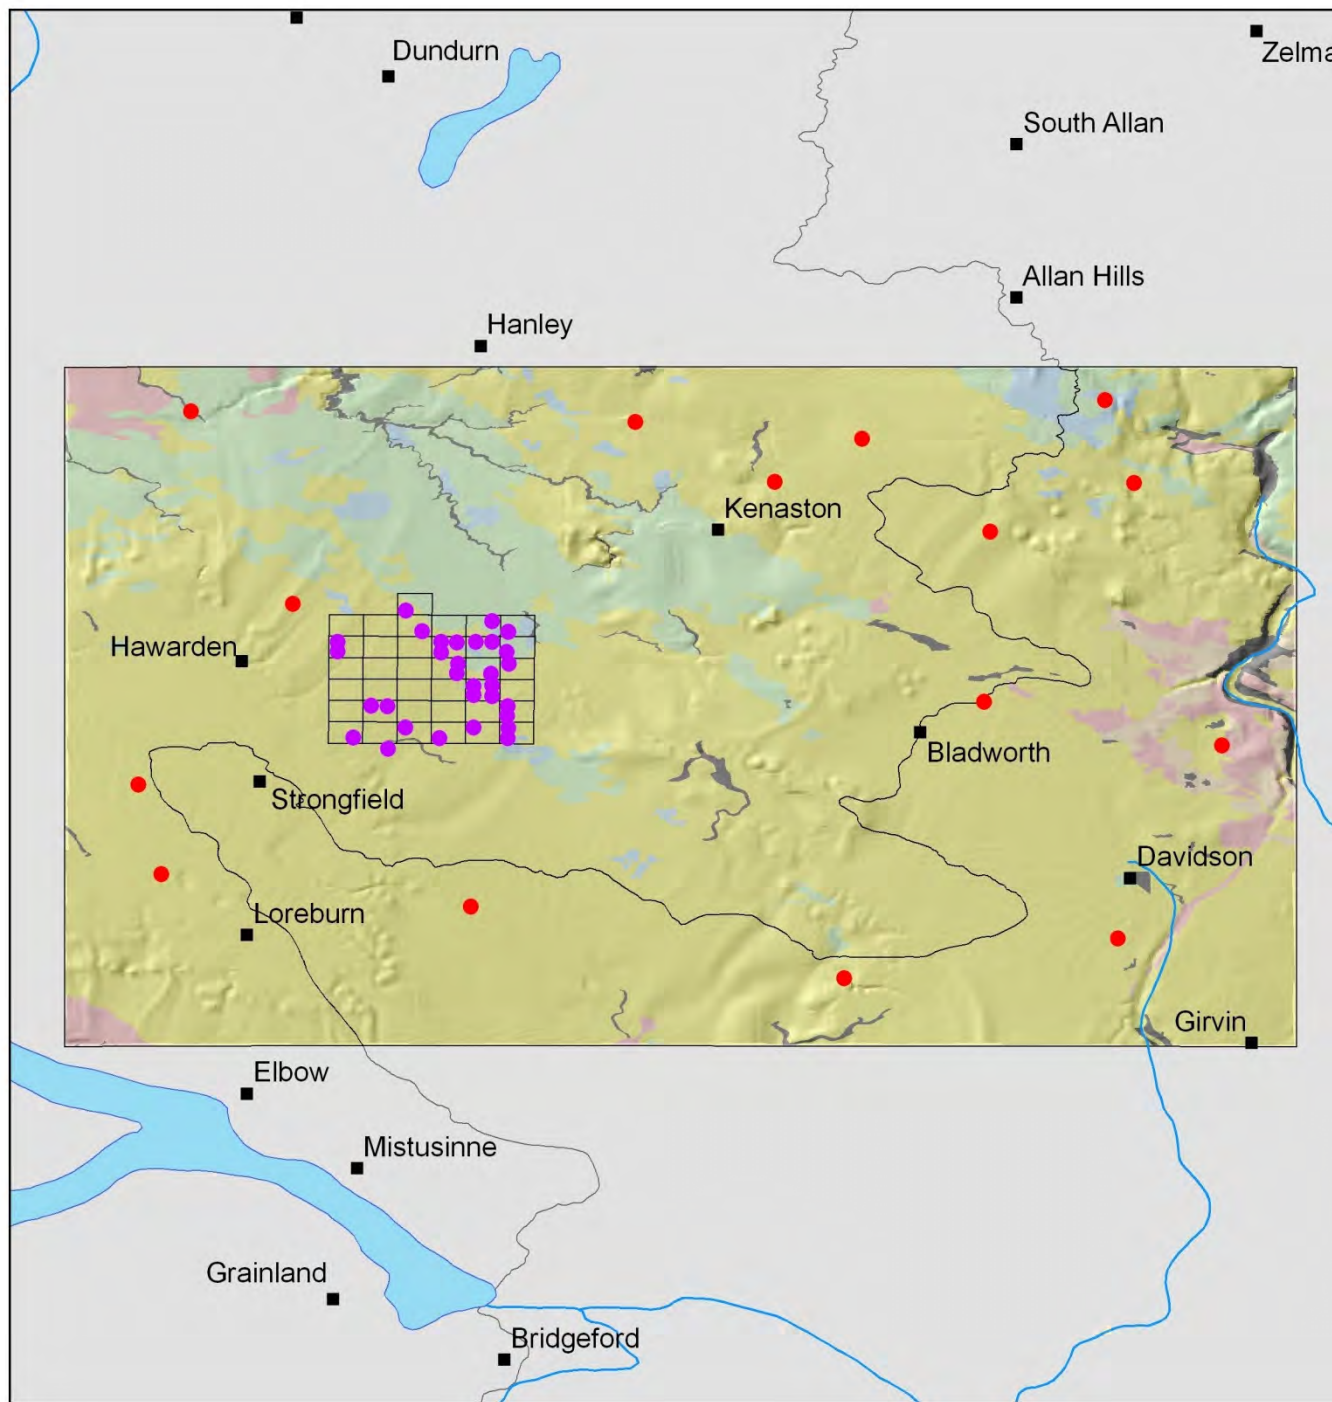 Dundurn
Zelma
South Allan
Allan Hills
Hanley
Kenaston
Hawarden
Bladworth
Strongfield
Davidson
Loreburn
Girvin
Elbow
Mistusinne
Grainland
Bridgeford